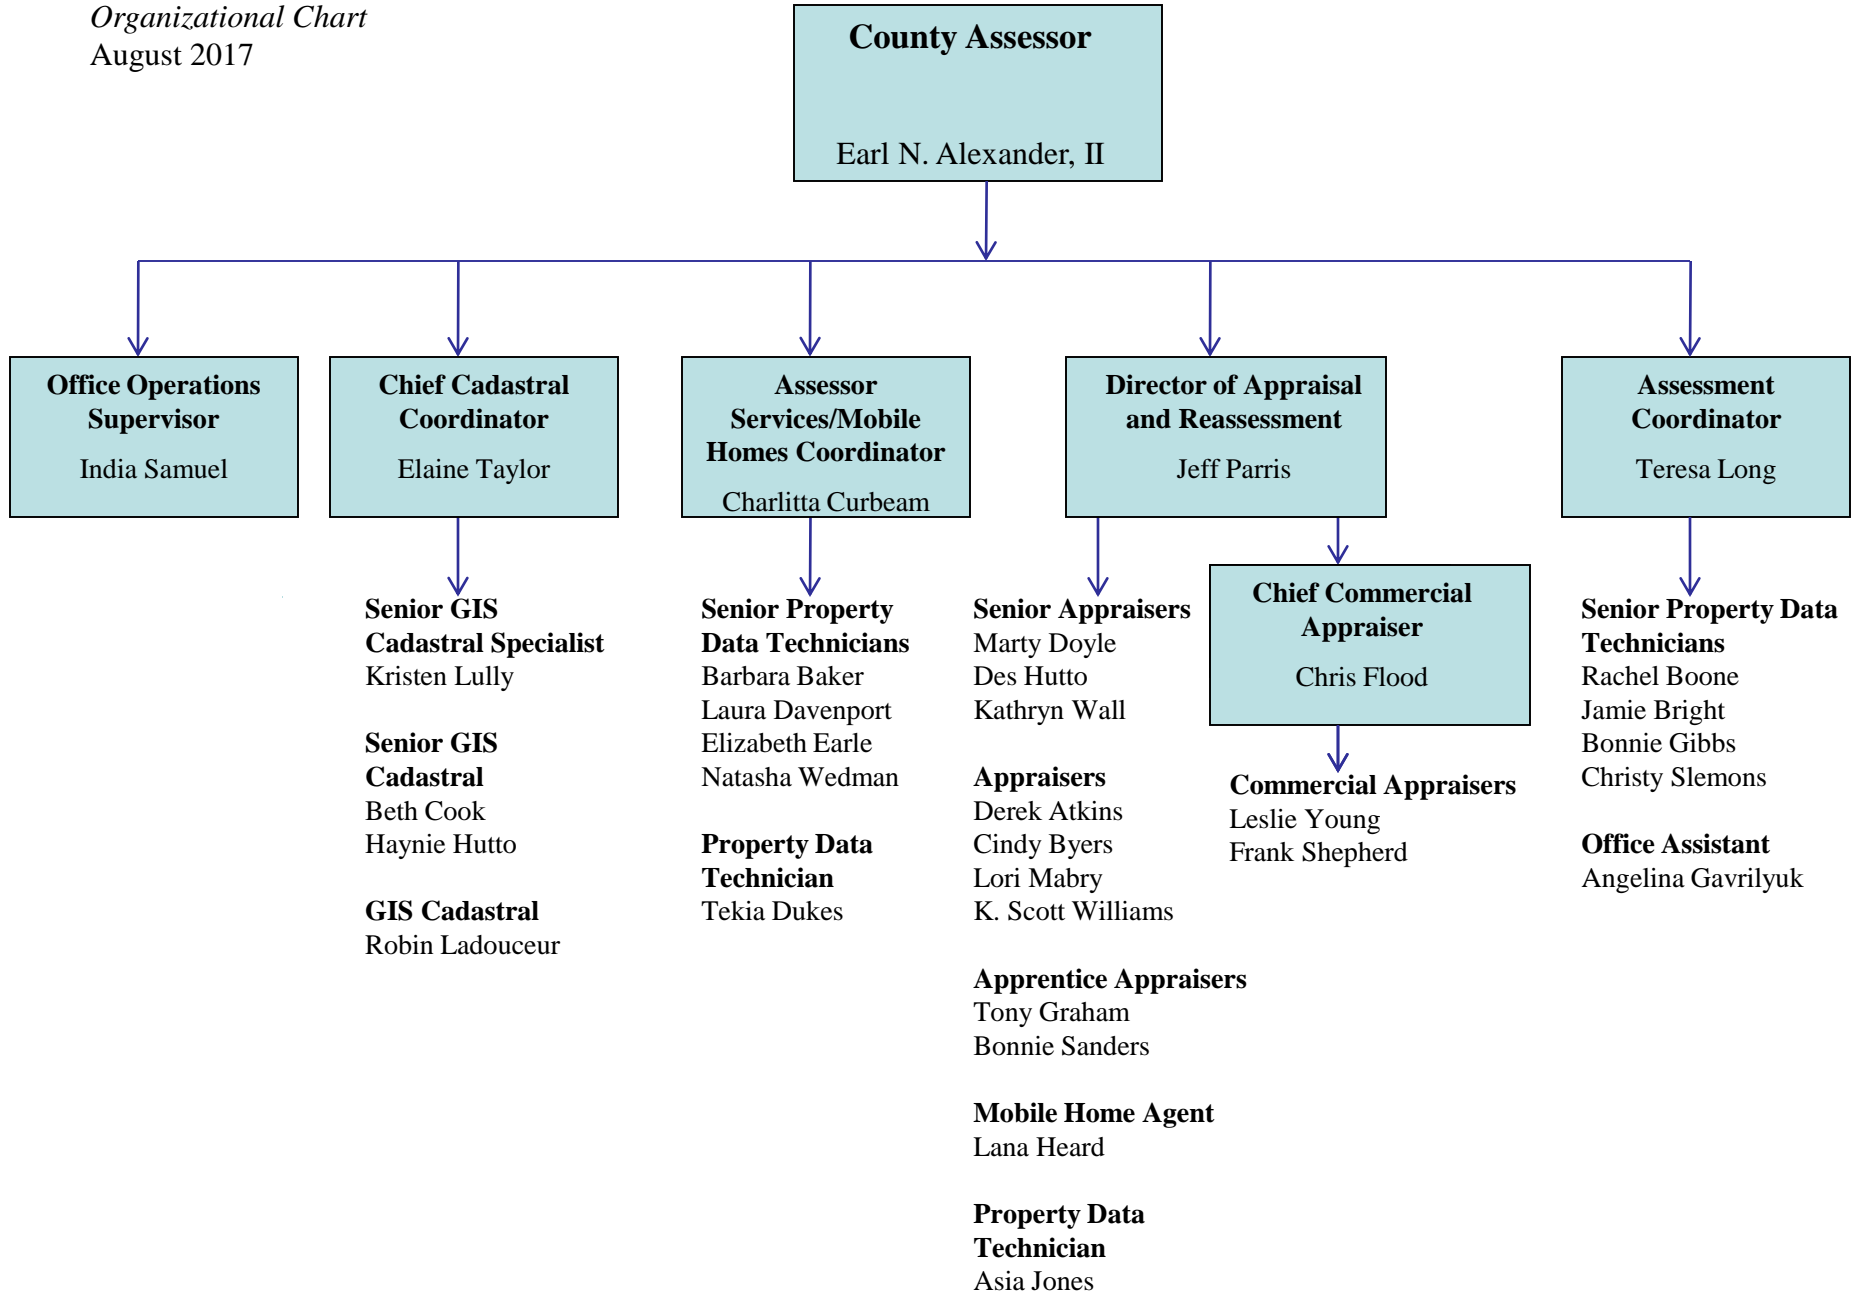 Organizational Chart
August 2017
County Assessor
Earl N. Alexander, II
Office Operations
Supervisor
India Samuel
Chief Cadastral
Coordinator
Elaine Taylor
Assessor
Services/Mobile
Homes Coordinator
Charlitta Curbeam
Director of Appraisal
and Reassessment
Jeff Parris
Assessment
Coordinator
Teresa Long
Senior GIS
Cadastral Specialist
Kristen Lully
Senior GIS
Cadastral
Beth Cook
Haynie Hutto
GIS Cadastral
Robin Ladouceur
Senior Property
Data Technicians
Barbara Baker
Laura Davenport
Elizabeth Earle
Natasha Wedman
Property Data
Technician
Tekia Dukes
Senior Appraisers
Marty Doyle
Des Hutto
Kathryn Wall
Appraisers
Derek Atkins
Cindy Byers
Lori Mabry
K. Scott Williams
Apprentice Appraisers
Tony Graham
Bonnie Sanders
Mobile Home Agent
Lana Heard
Property Data
Technician
Asia Jones
Chief Commercial
Appraiser
Chris Flood
Commercial Appraisers
Leslie Young
Frank Shepherd
Senior Property Data
Technicians
Rachel Boone
Jamie Bright
Bonnie Gibbs
Christy Slemons
Office Assistant
Angelina Gavrilyuk